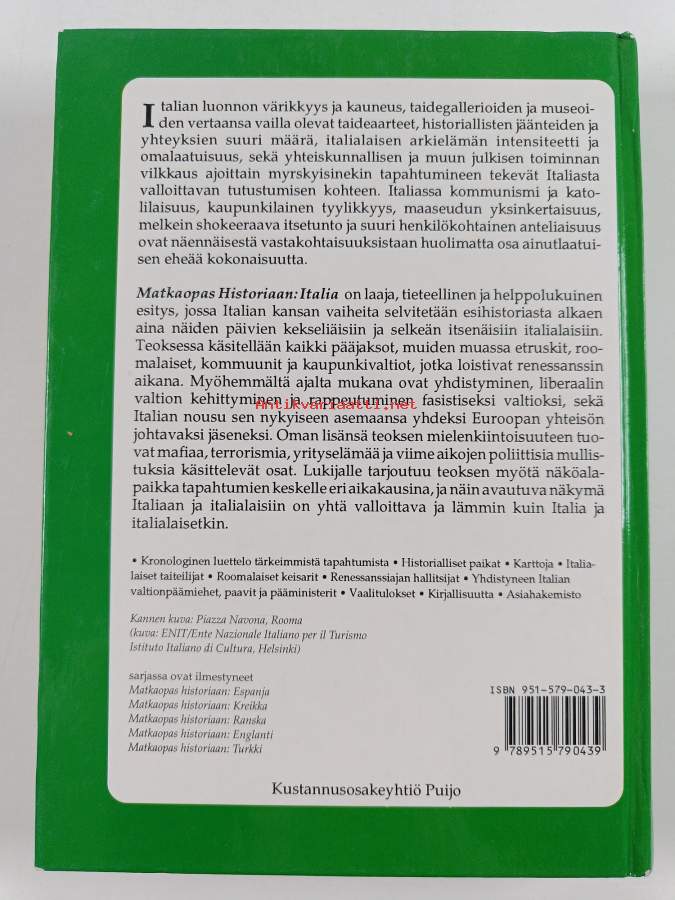 Italian luonnon värikkyys ja kauneus, taidegallerioiden ja museoi-
den vertaansa vailla olevat taideaarteet, historiallisten jäänteiden ja
yhteyksien suuri määrä, italialaisen arkielämän intensiteetti ja
omalaatuisuus, sekä yhteiskunnallisen ja muun julkisen toiminnan
vilkkaus ajoittain myrskyisinekin tapahtumineen tekevät Italiasta
valloittavan tutustumisen kohteen. Italiassa kommunismi ja kato-
lilaisuus, kaupunkilainen tyylikkyys, maaseudun yksinkertaisuus,
melkein shokeeraava itsetunto ja suuri henkilökohtainen anteliaisuus
ovat näennäisestä vastakohtaisuuksistaan huolimatta osa ainutlaatui-
sen eheää kokonaisuutta.
Matkaopas Historiaan: Italia on laaja, tieteellinen ja helppolukuinen
esitys, jossa Italian kansan vaiheita selvitetään esihistoriasta alkaen
aina näiden päivien kekseliäisiin ja selkeän itsenäisiin italialaisiin.
Teoksessa käsitellään kaikki pääjaksot, muiden muassa etruskit, roo-
malaiset, kommuunit ja kaupunkivaltiot, jotka loistivat renessanssin
aikana. Myöhemmältä ajalta mukana ovat yhdistyminen, liberaalin
valtion kehittyminen ja rappeutuminen fasistiseksi valtioksi, sekä
Antikvariaatti.net
Italian nousu sen nykyiseen asemaansa yhdeksi Euroopan yhteisön
johtavaksi jäseneksi. Oman lisänsä teoksen mielenkiintoisuuteen tuo-
vat mafiaa, terrorismia, yrityselämää ja viime aikojen poliittisia mullis-
tuksia käsittelevät osat. Lukijalle tarjoutuu teoksen myötä näköala-
paikka tapahtumien keskelle eri aikakausina, ja näin avautuva näkymä
Italiaan ja italialaisiin on yhtä valloittava ja lämmin kuin Italia ja
italialaisetkin.
• Kronologinen luettelo tärkeimmistä tapahtumista • Historialliset paikat • Karttoja • Italia-
laiset taiteilijat • Roomalaiset keisarit • Renessanssiajan hallitsijat • Yhdistyneen Italian
valtionpäämiehet, paavit ja pääministerit • Vaalitulokset • Kirjallisuutta • Asiahakemisto
Kannen kuva: Piazza Navona, Rooma
(kuva: ENIT/Ente Nazionale Italiano per il Turismo
Istituto Italiano di Cultura, Helsinki)
sarjassa ovat ilmestyneet
Matkaopas historiaan: Espanja
Matkaopas historiaan: Kreikka
Matkaopas historiaan: Ranska
Matkaopas historiaan: Englanti
Matkaopas historiaan: Turkki
ISBN 951-579-043-3
9 789515 790439
Kustannusosakeyhtiö Puijo